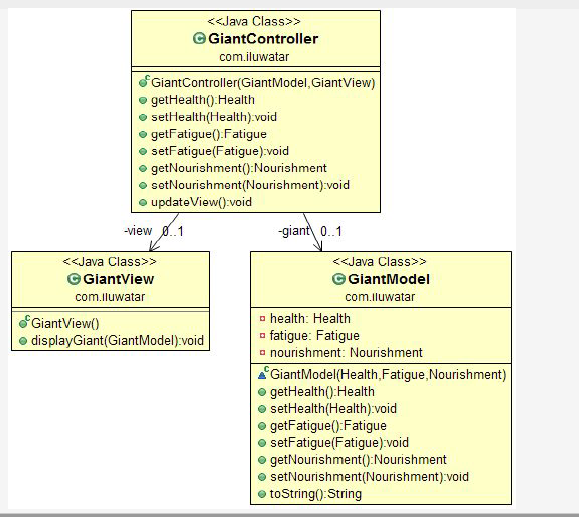 <<Java Class>>
GiantController
com.iluwatar
GiantController(GiantModel,GiantView)
getHealth():Health
setHealth(Health):void
getFatigue():Fatigue
setFatigue(Fatigue):void
getNourishment():Nourishment
setNourishment(Nourishment):void
updateView():void
-view 0..1
-giant 0..1
<<Java Class>>
GiantView
com.iluwatar
GiantView()
displayGiant(GiantModel):void
<<Java Class>>
GiantModel
com.iluwatar
health: Health
fatigue: Fatigue
nourishment: Nourishment
GiantModel(Health,Fatigue,Nourishment)
getHealth():Health
setHealth(Health):void
getFatigue():Fatigue
setFatigue(Fatigue):void
getNourishment():Nourishment
setNourishment(Nourishment):void
toString():String